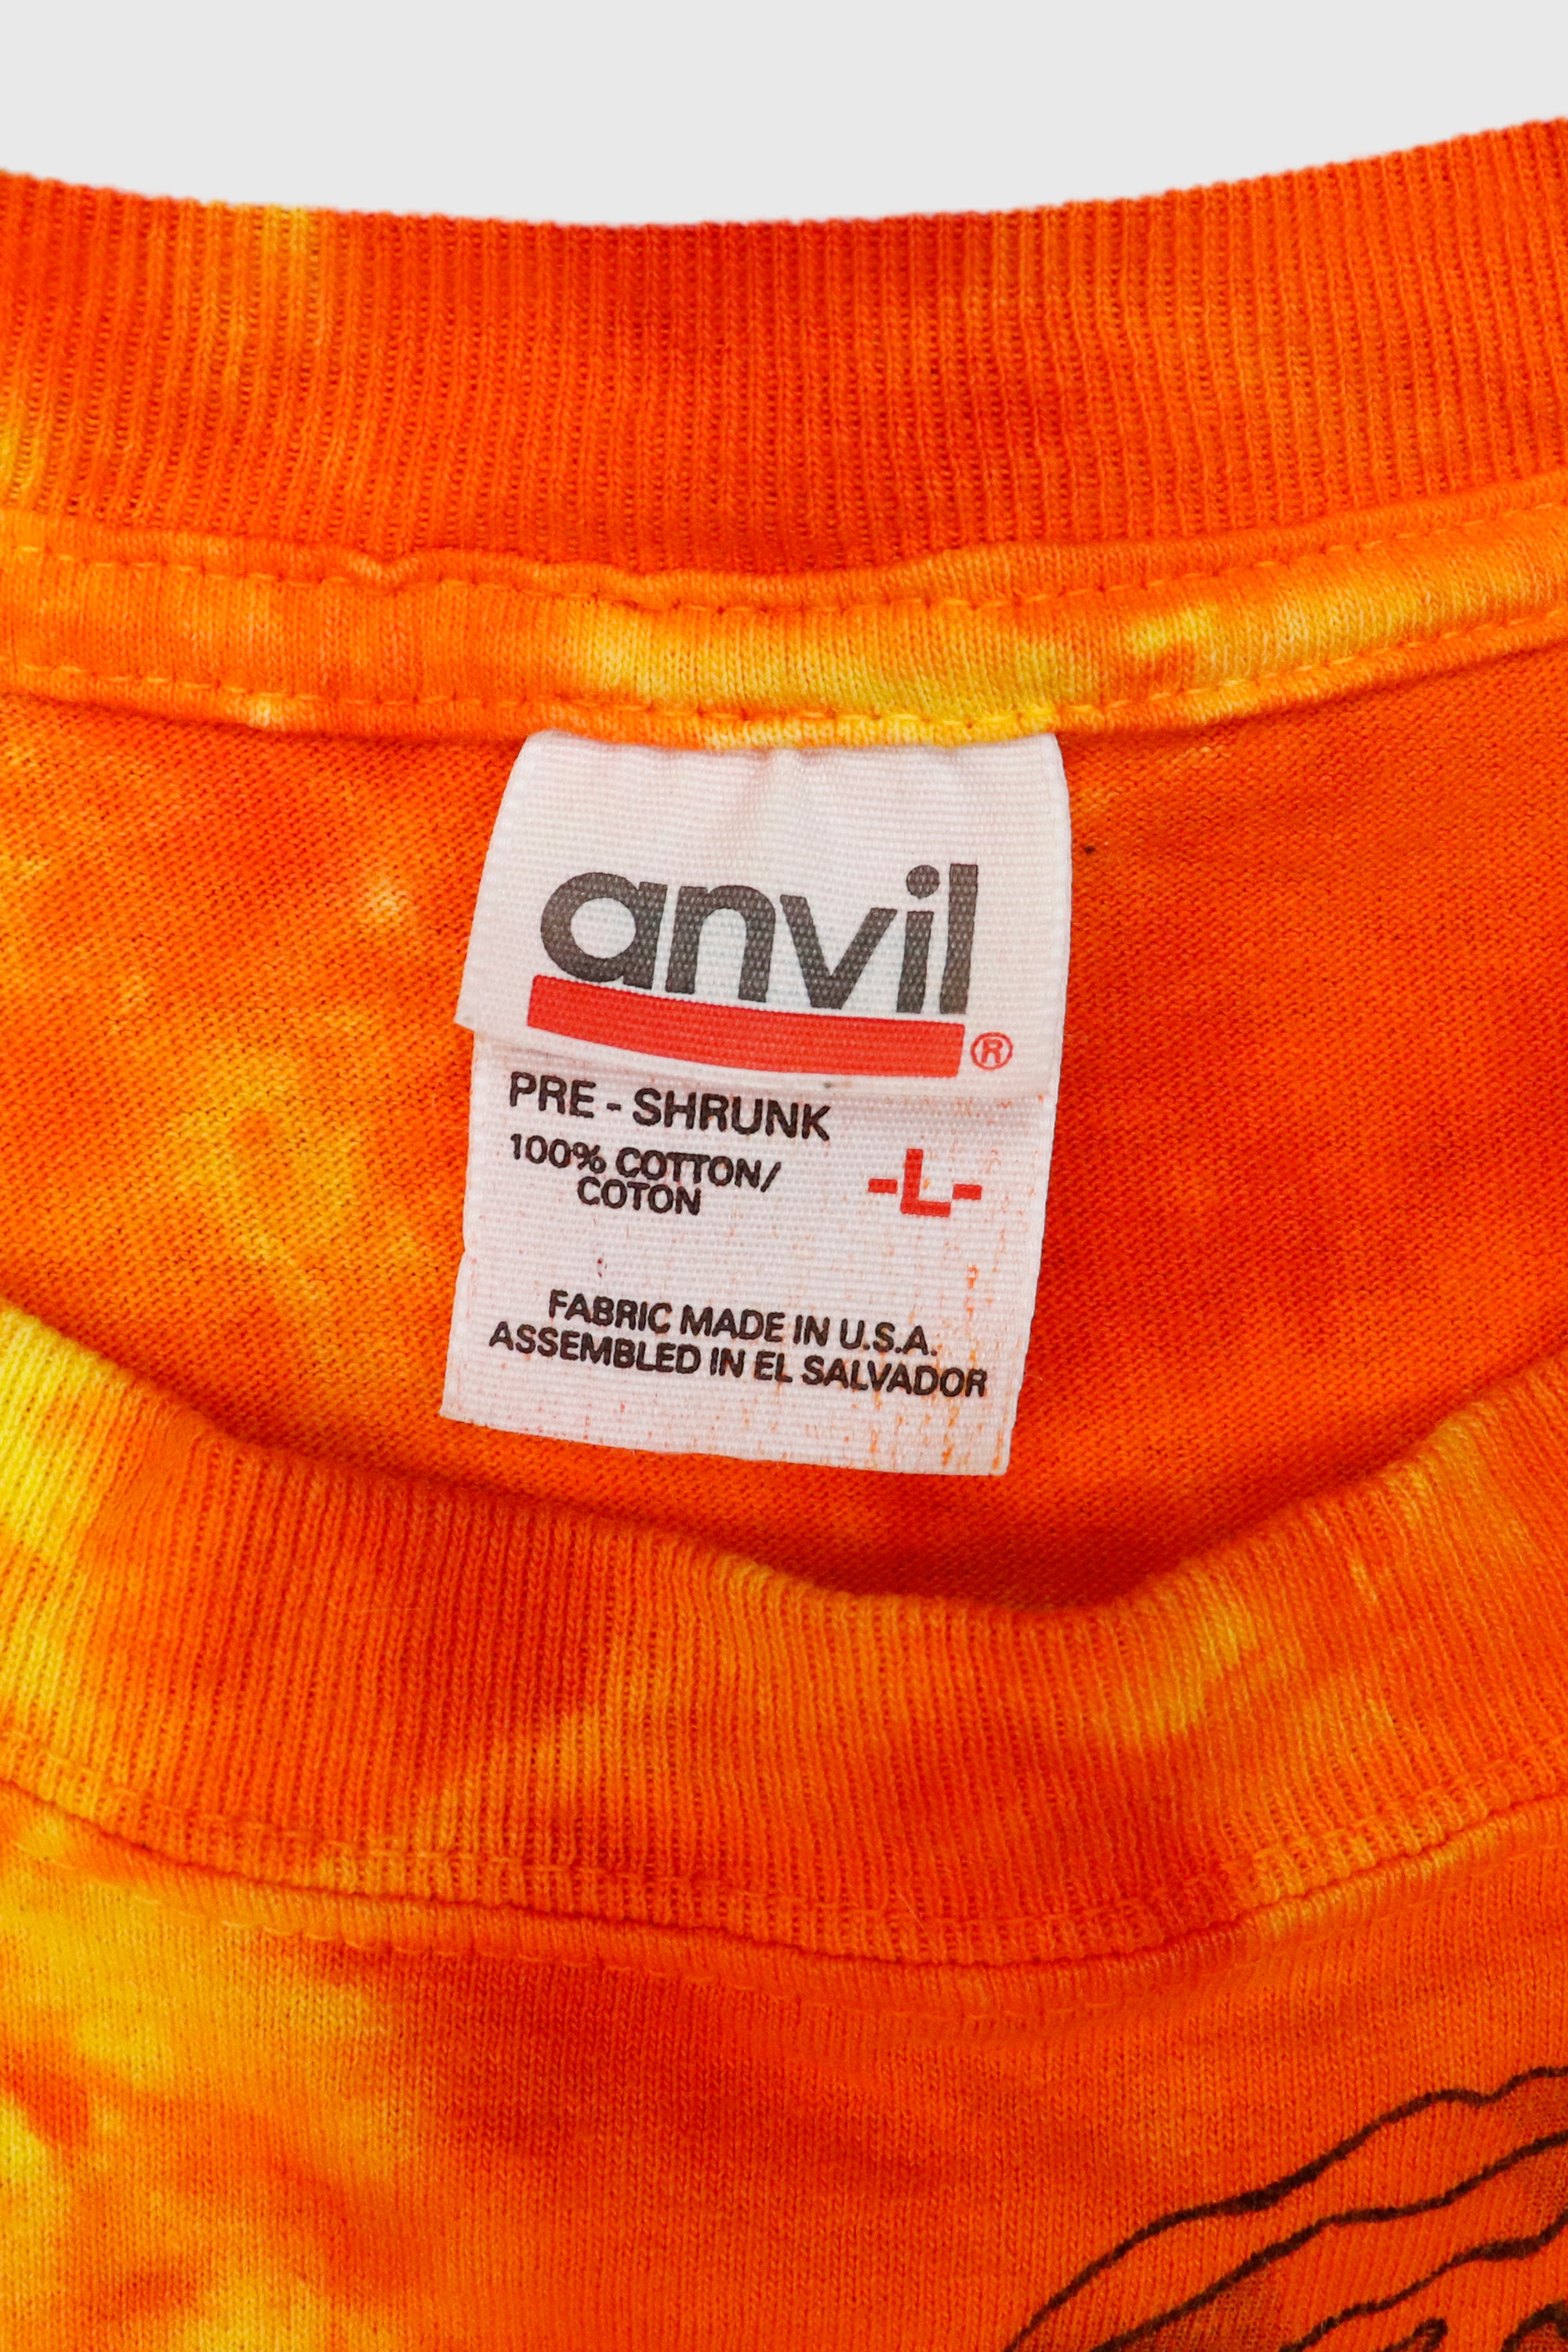 anvil
®
PRE - SHRUNK
100% COTTON/
COTON
-L-
FABRIC MADE IN U.S.A.
ASSEMBLED IN EL SALVADOR